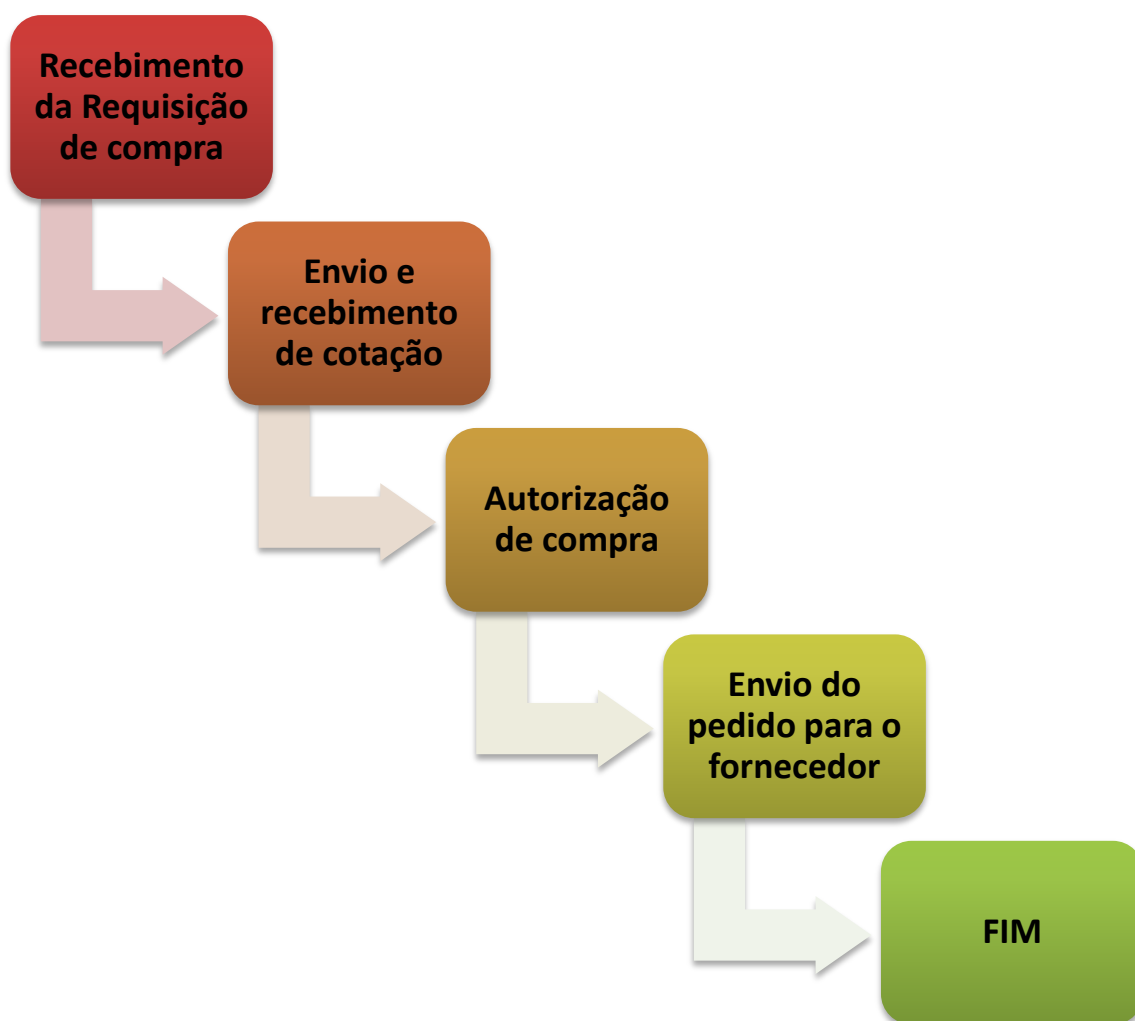 Recebimento
da Requisição
de compra
Envio e
recebimento
de cotação
Autorização
de compra
Envio do
pedido para o
fornecedor
FIM